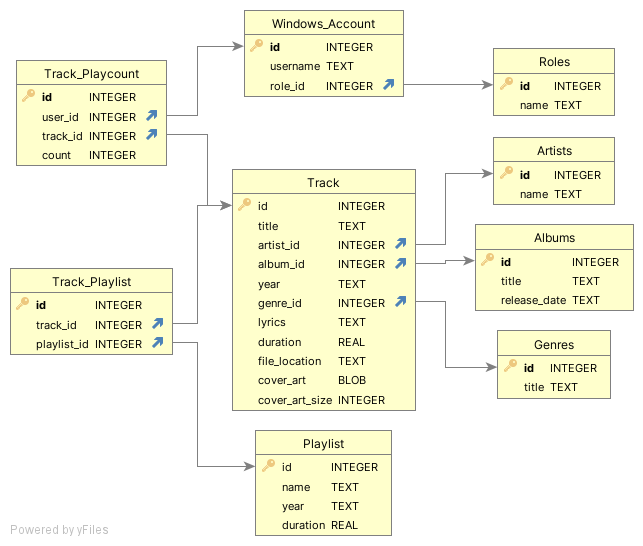 Windows_Account
id INTEGER
username TEXT
role_id INTEGER
Track_Playcount
id INTEGER
user_id INTEGER
track_id INTEGER
count INTEGER
Roles
id INTEGER
name TEXT
Artists
id INTEGER
name TEXT
Track
id INTEGER
title TEXT
artist_id INTEGER
album_id INTEGER
year TEXT
genre_id INTEGER
lyrics TEXT
duration REAL
file_location TEXT
cover_art BLOB
cover_art_size INTEGER
Albums
id INTEGER
title TEXT
release_date TEXT
Track_Playlist
id INTEGER
track_id INTEGER
playlist_id INTEGER
Genres
id INTEGER
title TEXT
Playlist
id INTEGER
name TEXT
year TEXT
duration REAL
Powered by yFiles